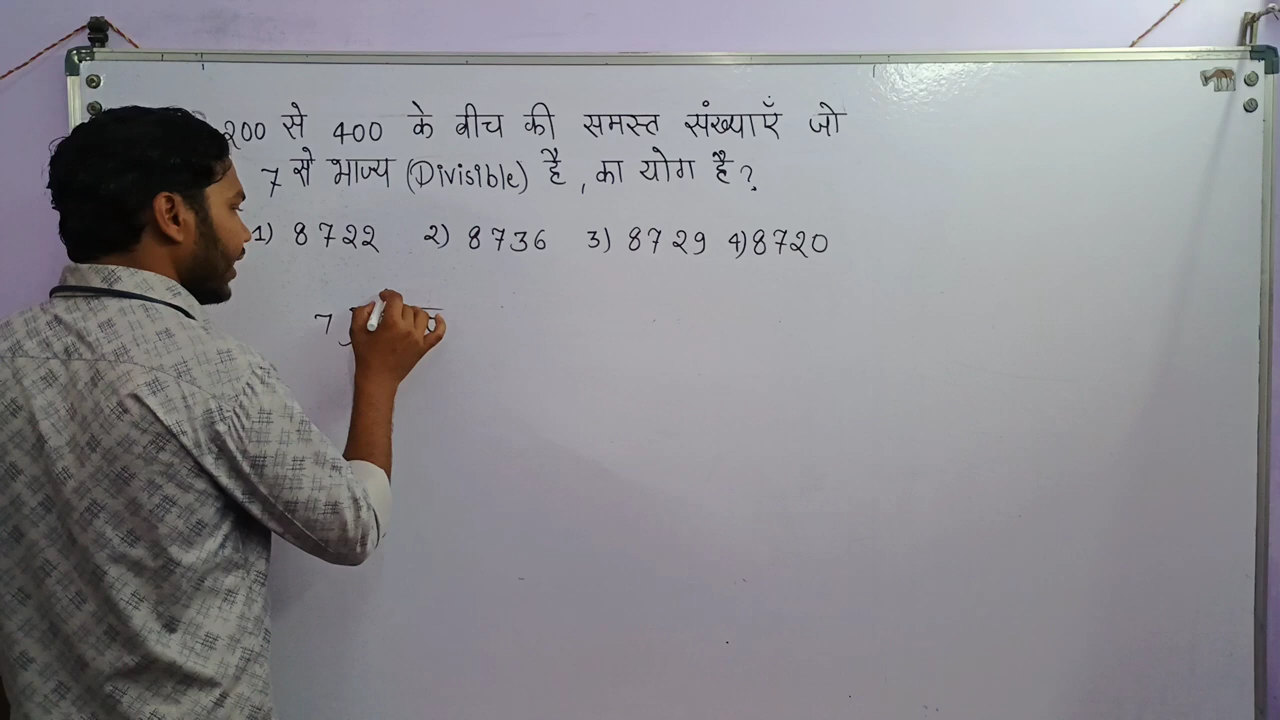 200 से 400 के बीच की समस्त संख्याएँ जो
7 से भाज्य (Divisible) है, का योग है?
1) 8722 2) 8736 3) 8729 4) 8720
7